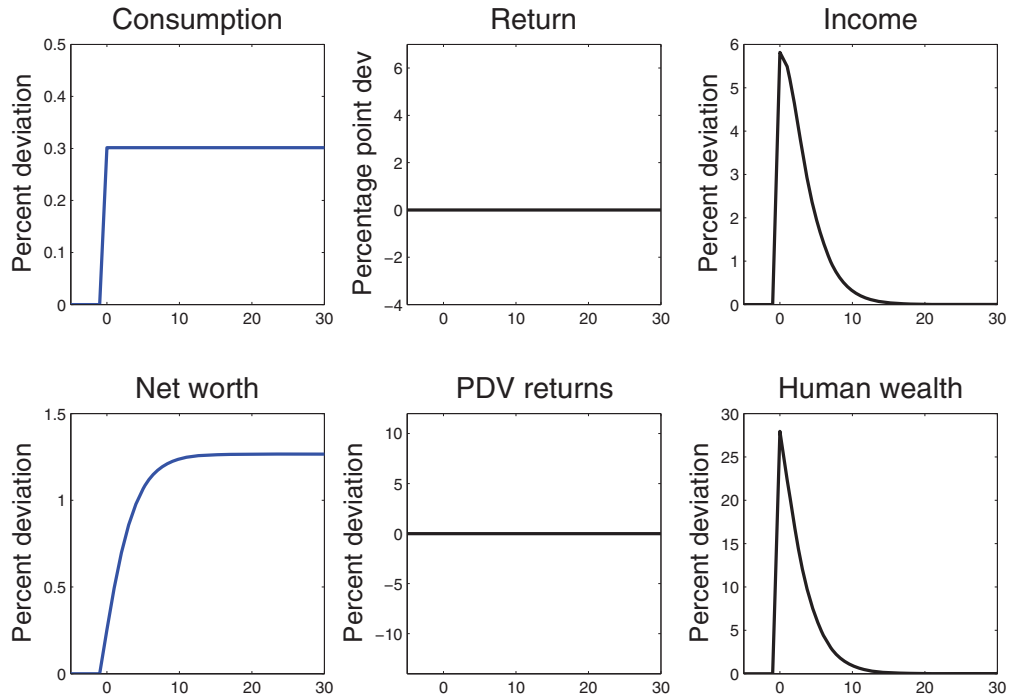 Consumption
Return
Income
Percent deviation
0.5
0.4
0.3
0.2
0.1
0
0 10 20 30
Percentage point dev
6
4
2
0
−2
−4
0 10 20 30
Percent deviation
6
5
4
3
2
1
0
0 10 20 30
Net worth
PDV returns
Human wealth
Percent deviation
1.5
1
0.5
0
0 10 20 30
Percent deviation
10
5
0
−5
−10
0 10 20 30
Percent deviation
30
25
20
15
10
5
0
0 10 20 30